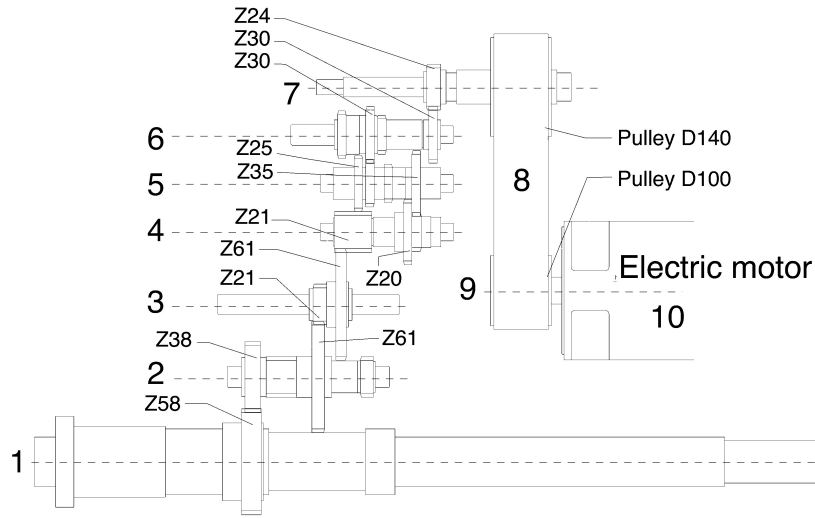 Z24
Z30
Z30
7
6
Z25
Pulley D140
Z35
5
8
Pulley D100
Z21
4
Z61
Z20
Z21
Electric motor
9
3
10
Z38
Z61
2
Z58
1